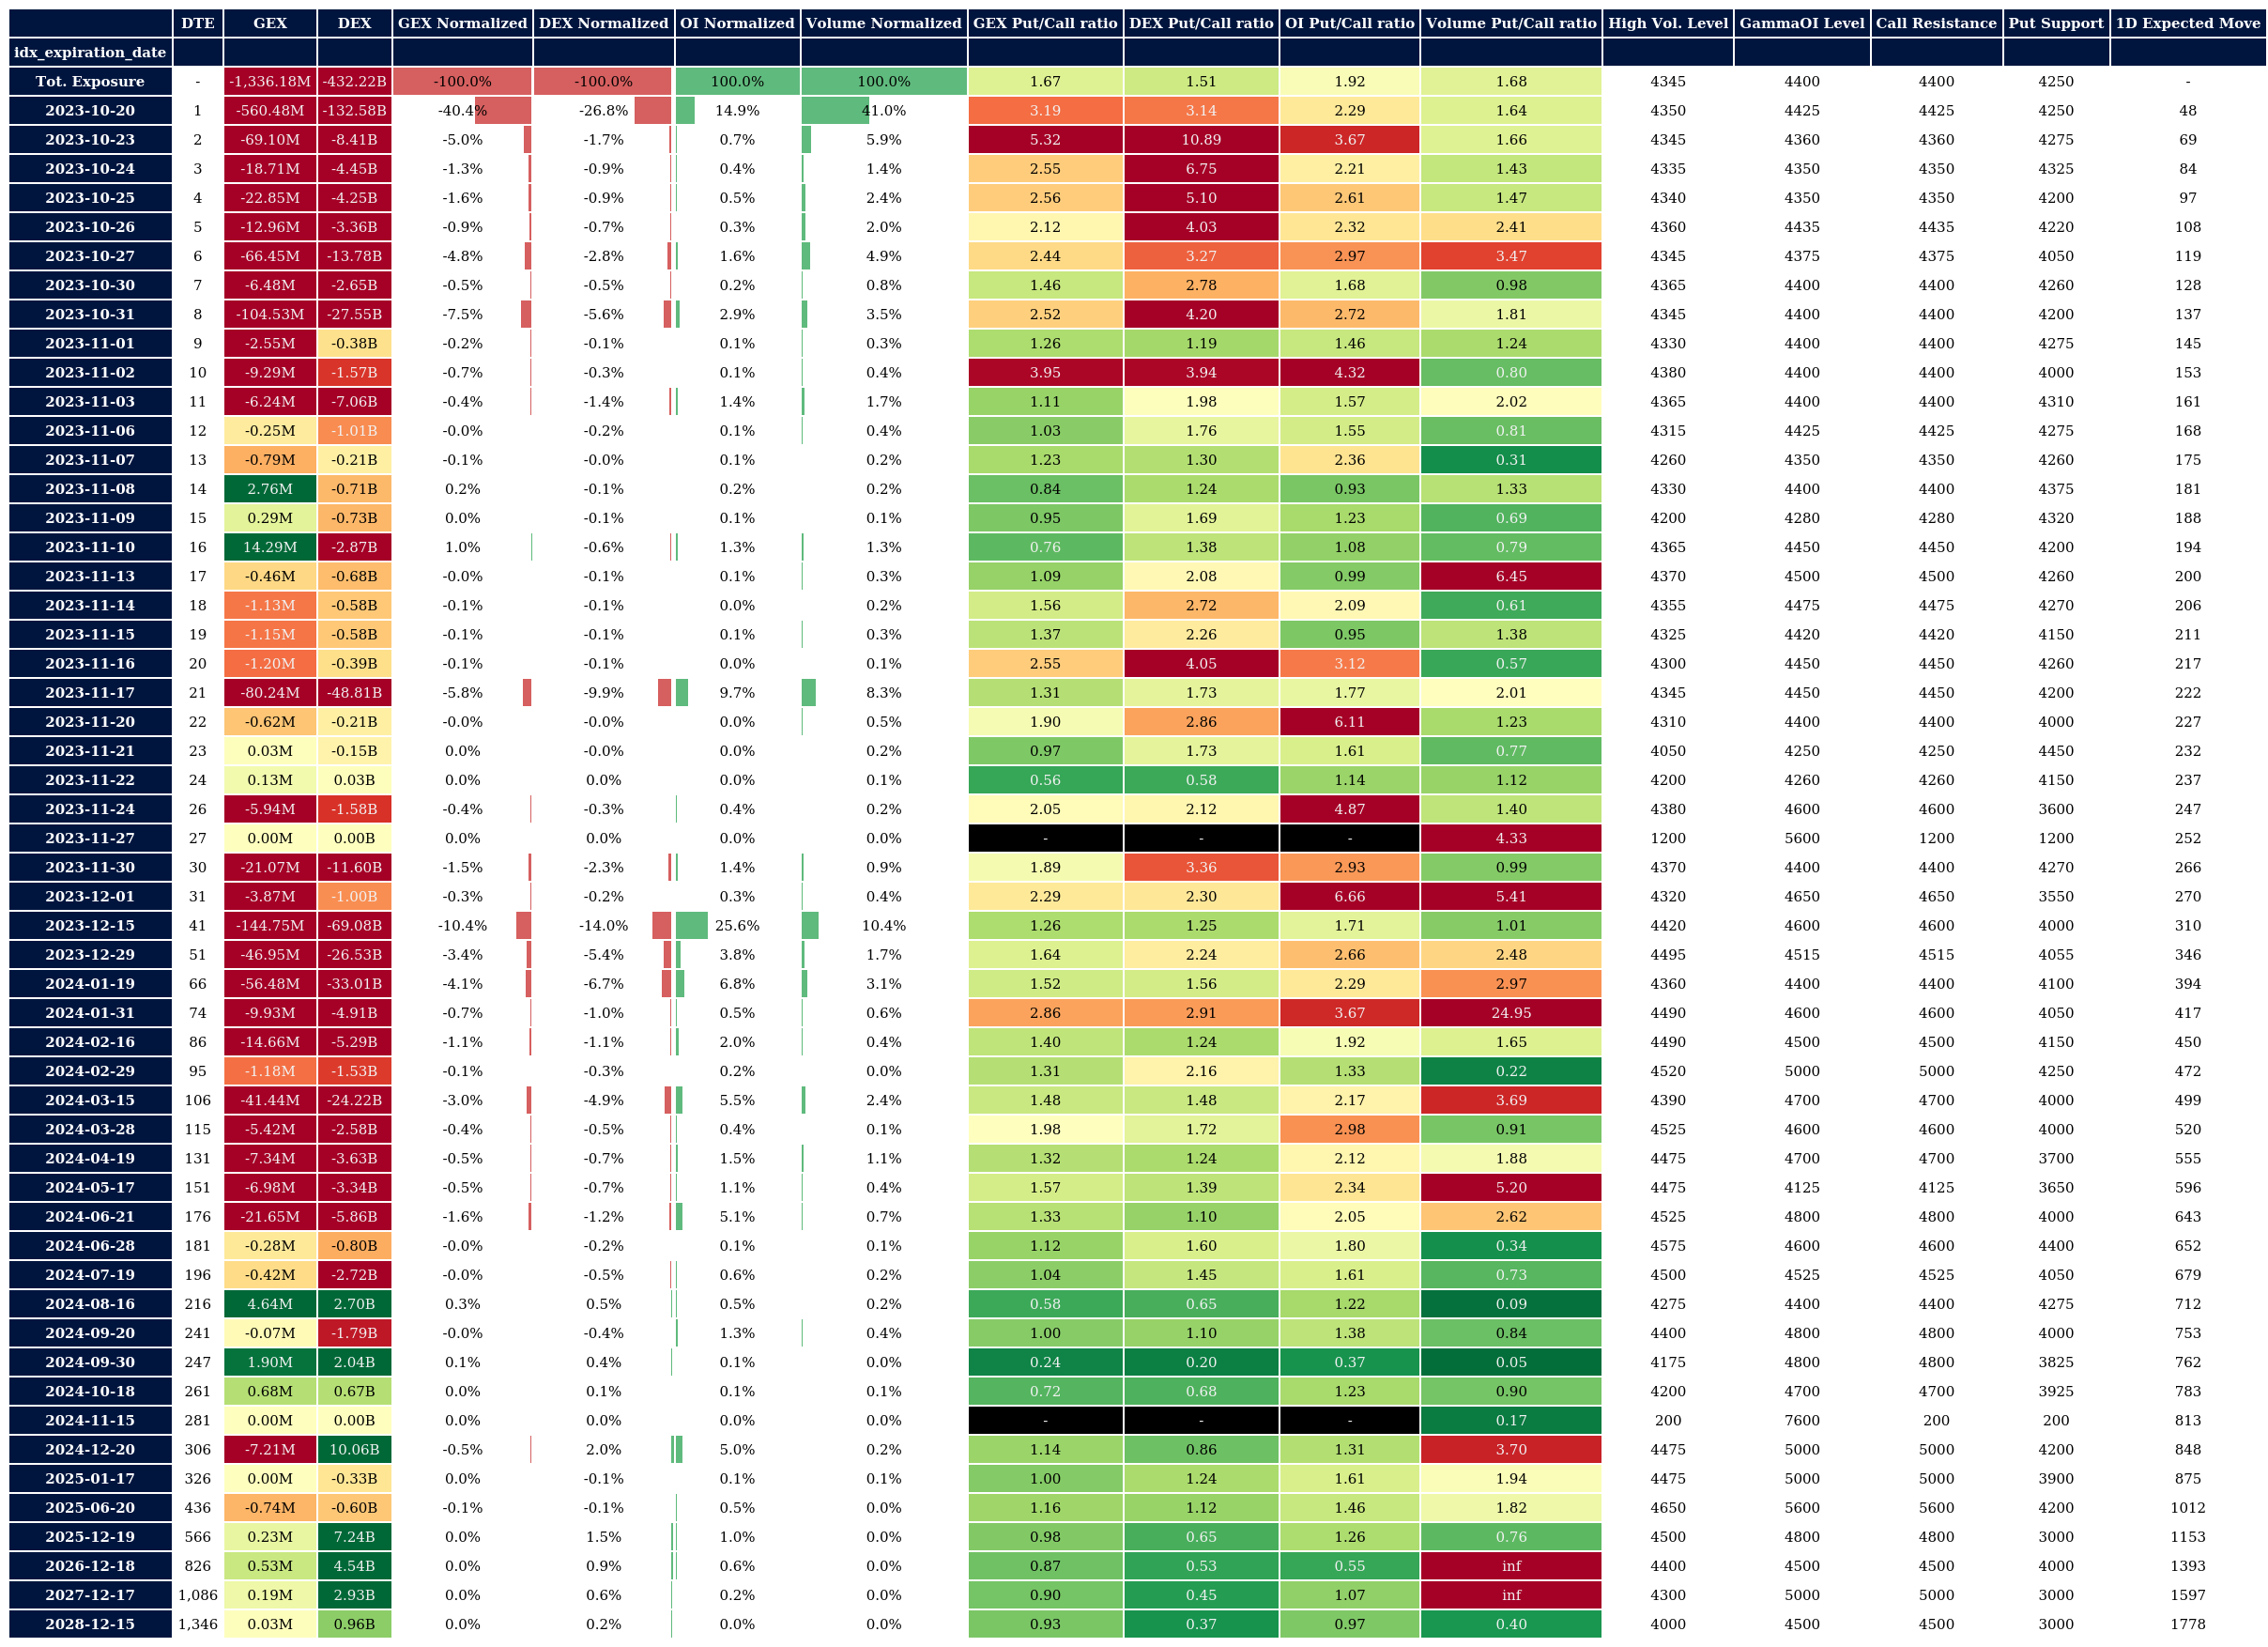 DTE GEX DEX GEX Normalized DEX Normalized OI Normalized Volume Normalized GEX Put/Call ratio DEX Put/Call ratio OI Put/Call ratio Volume Put/Call ratio High Vol. Level GammaOI Level Call Resistance Put Support 1D Expected Move
idx_expiration_date
Tot. Exposure - -1,336.18M -432.22B -100.0% -100.0% 100.0% 100.0% 1.67 1.51 1.92 1.68 4345 4400 4400 4250 -
2023-10-20 1 -560.48M -132.58B -40.4% -26.8% 14.9% 41.0% 3.19 3.14 2.29 1.64 4350 4425 4425 4250 48
2023-10-23 2 -69.10M -8.41B -5.0% -1.7% 0.7% 5.9% 5.32 10.89 3.67 1.66 4345 4360 4360 4275 69
2023-10-24 3 -18.71M -4.45B -1.3% -0.9% 0.4% 1.4% 2.55 6.75 2.21 1.43 4335 4350 4350 4325 84
2023-10-25 4 -22.85M -4.25B -1.6% -0.9% 0.5% 2.4% 2.56 5.10 2.61 1.47 4340 4350 4350 4200 97
2023-10-26 5 -12.96M -3.36B -0.9% -0.7% 0.3% 2.0% 2.12 4.03 2.32 2.41 4360 4435 4435 4220 108
2023-10-27 6 -66.45M -13.78B -4.8% -2.8% 1.6% 4.9% 2.44 3.27 2.97 3.47 4345 4375 4375 4050 119
2023-10-30 7 -6.48M -2.65B -0.5% -0.5% 0.2% 0.8% 1.46 2.78 1.68 0.98 4365 4400 4400 4260 128
2023-10-31 8 -104.53M -27.55B -7.5% -5.6% 2.9% 3.5% 2.52 4.20 2.72 1.81 4345 4400 4400 4200 137
2023-11-01 9 -2.55M -0.38B -0.2% -0.1% 0.1% 0.3% 1.26 1.19 1.46 1.24 4330 4400 4400 4275 145
2023-11-02 10 -9.29M -1.57B -0.7% -0.3% 0.1% 0.4% 3.95 3.94 4.32 0.80 4380 4400 4400 4000 153
2023-11-03 11 -6.24M -7.06B -0.4% -1.4% 1.4% 1.7% 1.11 1.98 1.57 2.02 4365 4400 4400 4310 161
2023-11-06 12 -0.25M -1.01B -0.0% -0.2% 0.1% 0.4% 1.03 1.76 1.55 0.81 4315 4425 4425 4275 168
2023-11-07 13 -0.79M -0.21B -0.1% -0.0% 0.1% 0.2% 1.23 1.30 2.36 0.31 4260 4350 4350 4260 175
2023-11-08 14 2.76M -0.71B 0.2% -0.1% 0.2% 0.2% 0.84 1.24 0.93 1.33 4330 4400 4400 4375 181
2023-11-09 15 0.29M -0.73B 0.0% -0.1% 0.1% 0.1% 0.95 1.69 1.23 0.69 4200 4280 4280 4320 188
2023-11-10 16 14.29M -2.87B 1.0% -0.6% 1.3% 1.3% 0.76 1.38 1.08 0.79 4365 4450 4450 4200 194
2023-11-13 17 -0.46M -0.68B -0.0% -0.1% 0.1% 0.3% 1.09 2.08 0.99 6.45 4370 4500 4500 4260 200
2023-11-14 18 -1.13M -0.58B -0.1% -0.1% 0.0% 0.2% 1.56 2.72 2.09 0.61 4355 4475 4475 4270 206
2023-11-15 19 -1.15M -0.58B -0.1% -0.1% 0.1% 0.3% 1.37 2.26 0.95 1.38 4325 4420 4420 4150 211
2023-11-16 20 -1.20M -0.39B -0.1% -0.1% 0.0% 0.1% 2.55 4.05 3.12 0.57 4300 4450 4450 4260 217
2023-11-17 21 -80.24M -48.81B -5.8% -9.9% 9.7% 8.3% 1.31 1.73 1.77 2.01 4345 4450 4450 4200 222
2023-11-20 22 -0.62M -0.21B -0.0% -0.0% 0.0% 0.5% 1.90 2.86 6.11 1.23 4310 4400 4400 4000 227
2023-11-21 23 0.03M -0.15B 0.0% -0.0% 0.0% 0.2% 0.97 1.73 1.61 0.77 4050 4250 4250 4450 232
2023-11-22 24 0.13M 0.03B 0.0% 0.0% 0.0% 0.1% 0.56 0.58 1.14 1.12 4200 4260 4260 4150 237
2023-11-24 26 -5.94M -1.58B -0.4% -0.3% 0.4% 0.2% 2.05 2.12 4.87 1.40 4380 4600 4600 3600 247
2023-11-27 27 0.00M 0.00B 0.0% 0.0% 0.0% 0.0% - - - 4.33 1200 5600 1200 1200 252
2023-11-30 30 -21.07M -11.60B -1.5% -2.3% 1.4% 0.9% 1.89 3.36 2.93 0.99 4370 4400 4400 4270 266
2023-12-01 31 -3.87M -1.00B -0.3% -0.2% 0.3% 0.4% 2.29 2.30 6.66 5.41 4320 4650 4650 3550 270
2023-12-15 41 -144.75M -69.08B -10.4% -14.0% 25.6% 10.4% 1.26 1.25 1.71 1.01 4420 4600 4600 4000 310
2023-12-29 51 -46.95M -26.53B -3.4% -5.4% 3.8% 1.7% 1.64 2.24 2.66 2.48 4495 4515 4515 4055 346
2024-01-19 66 -56.48M -33.01B -4.1% -6.7% 6.8% 3.1% 1.52 1.56 2.29 2.97 4360 4400 4400 4100 394
2024-01-31 74 -9.93M -4.91B -0.7% -1.0% 0.5% 0.6% 2.86 2.91 3.67 24.95 4490 4600 4600 4050 417
2024-02-16 86 -14.66M -5.29B -1.1% -1.1% 2.0% 0.4% 1.40 1.24 1.92 1.65 4490 4500 4500 4150 450
2024-02-29 95 -1.18M -1.53B -0.1% -0.3% 0.2% 0.0% 1.31 2.16 1.33 0.22 4520 5000 5000 4250 472
2024-03-15 106 -41.44M -24.22B -3.0% -4.9% 5.5% 2.4% 1.48 1.48 2.17 3.69 4390 4700 4700 4000 499
2024-03-28 115 -5.42M -2.58B -0.4% -0.5% 0.4% 0.1% 1.98 1.72 2.98 0.91 4525 4600 4600 4000 520
2024-04-19 131 -7.34M -3.63B -0.5% -0.7% 1.5% 1.1% 1.32 1.24 2.12 1.88 4475 4700 4700 3700 555
2024-05-17 151 -6.98M -3.34B -0.5% -0.7% 1.1% 0.4% 1.57 1.39 2.34 5.20 4475 4125 4125 3650 596
2024-06-21 176 -21.65M -5.86B -1.6% -1.2% 5.1% 0.7% 1.33 1.10 2.05 2.62 4525 4800 4800 4000 643
2024-06-28 181 -0.28M -0.80B -0.0% -0.2% 0.1% 0.1% 1.12 1.60 1.80 0.34 4575 4600 4600 4400 652
2024-07-19 196 -0.42M -2.72B -0.0% -0.5% 0.6% 0.2% 1.04 1.45 1.61 0.73 4500 4525 4525 4050 679
2024-08-16 216 4.64M 2.70B 0.3% 0.5% 0.5% 0.2% 0.58 0.65 1.22 0.09 4275 4400 4400 4275 712
2024-09-20 241 -0.07M -1.79B -0.0% -0.4% 1.3% 0.4% 1.00 1.10 1.38 0.84 4400 4800 4800 4000 753
2024-09-30 247 1.90M 2.04B 0.1% 0.4% 0.1% 0.0% 0.24 0.20 0.37 0.05 4175 4800 4800 3825 762
2024-10-18 261 0.68M 0.67B 0.0% 0.1% 0.1% 0.1% 0.72 0.68 1.23 0.90 4200 4700 4700 3925 783
2024-11-15 281 0.00M 0.00B 0.0% 0.0% 0.0% 0.0% - - - 0.17 200 7600 200 200 813
2024-12-20 306 -7.21M 10.06B -0.5% 2.0% 5.0% 0.2% 1.14 0.86 1.31 3.70 4475 5000 5000 4200 848
2025-01-17 326 0.00M -0.33B 0.0% -0.1% 0.1% 0.1% 1.00 1.24 1.61 1.94 4475 5000 5000 3900 875
2025-06-20 436 -0.74M -0.60B -0.1% -0.1% 0.5% 0.0% 1.16 1.12 1.46 1.82 4650 5600 5600 4200 1012
2025-12-19 566 0.23M 7.24B 0.0% 1.5% 1.0% 0.0% 0.98 0.65 1.26 0.76 4500 4800 4800 3000 1153
2026-12-18 826 0.53M 4.54B 0.0% 0.9% 0.6% 0.0% 0.87 0.53 0.55 inf 4400 4500 4500 4000 1393
2027-12-17 1,086 0.19M 2.93B 0.0% 0.6% 0.2% 0.0% 0.90 0.45 1.07 inf 4300 5000 5000 3000 1597
2028-12-15 1,346 0.03M 0.96B 0.0% 0.2% 0.0% 0.0% 0.93 0.37 0.97 0.40 4000 4500 4500 3000 1778